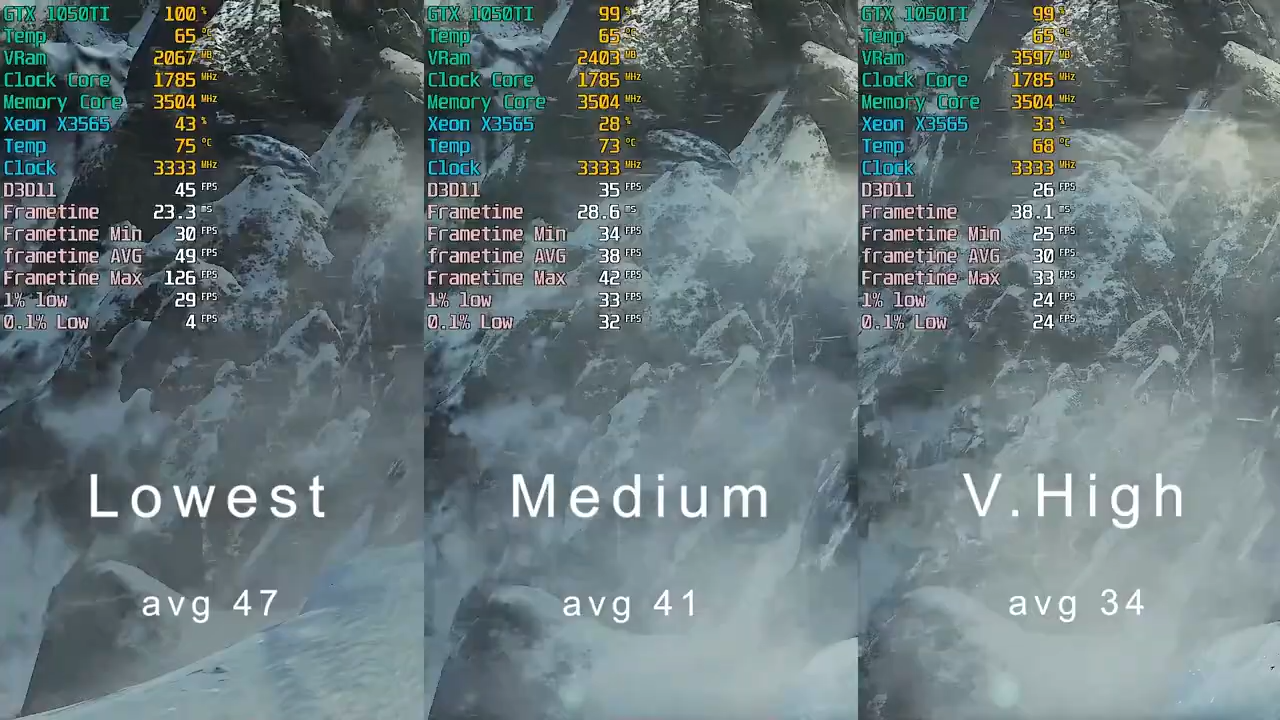 GTX 1050TI 100 %
Temp 65 °C
VRam 2067 MB
Clock Core 1785 MHz
Memory Core 3504 MHz
Xeon X3565 43 %
Temp 75 °C
Clock 3333 MHz
D3D11 45 FPS
Frametime 23.3 ms
Frametime Min 30 FPS
frametime AVG 49 FPS
Frametime Max 126 FPS
1% low 29 FPS
0.1% Low 4 FPS
Lowest
avg 47
GTX 1050TI 99 %
Temp 65 °C
VRam 2403 MB
Clock Core 1785 MHz
Memory Core 3504 MHz
Xeon X3565 28 %
Temp 73 °C
Clock 3333 MHz
D3D11 35 FPS
Frametime 28.6 ms
Frametime Min 34 FPS
frametime AVG 38 FPS
Frametime Max 42 FPS
1% low 33 FPS
0.1% Low 32 FPS
Medium
avg 41
GTX 1050TI 99 %
Temp 65 °C
VRam 3597 MB
Clock Core 1785 MHz
Memory Core 3504 MHz
Xeon X3565 33 %
Temp 68 °C
Clock 3333 MHz
D3D11 26 FPS
Frametime 38.1 ms
Frametime Min 25 FPS
frametime AVG 30 FPS
Frametime Max 33 FPS
1% low 24 FPS
0.1% Low 24 FPS
V.High
avg 34